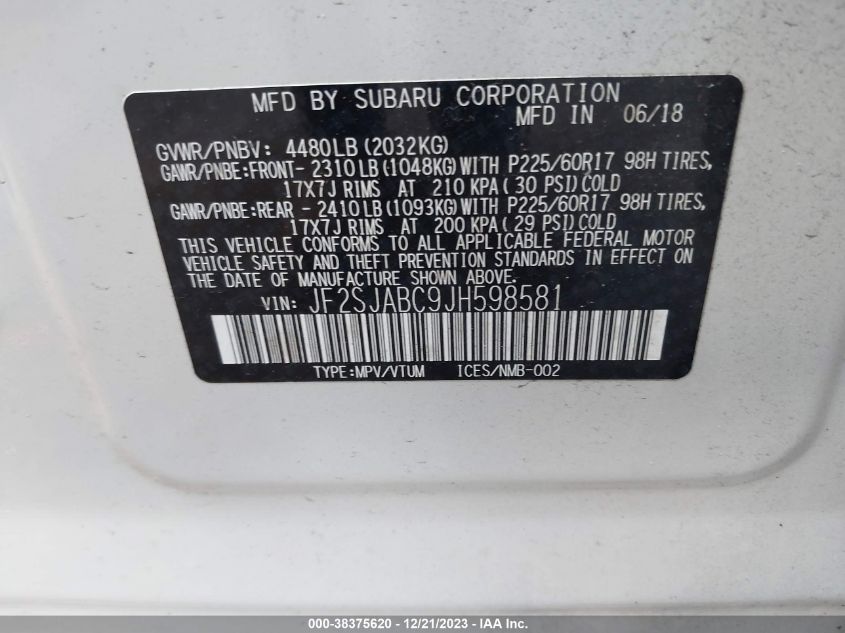 MFD BY SUBARU CORPORATION
MFD IN 06/18
GVWR/PNBV: 4480LB (2032KG)
GAWR/PNBE:FRONT- 2310 LB (1048KG) WITH P225/60R17 98H TIRES,
17X7J RIMS AT 210 KPA ( 30 PSI) COLD
GAWR/PNBE:REAR - 2410 LB (1093KG) WITH P225/60R17 98H TIRES,
17X7J RIMS AT 200 KPA ( 29 PSI) COLD
THIS VEHICLE CONFORMS TO ALL APPLICABLE FEDERAL MOTOR
VEHICLE SAFETY AND THEFT PREVENTION STANDARDS IN EFFECT ON
THE DATE OF MANUFACTURE SHOWN ABOVE.
VIN: JF2SJABC9JH598581
TYPE:MPV/VTUM ICES/NMB-002
000-38375620 - 12/21/2023 - IAA Inc.